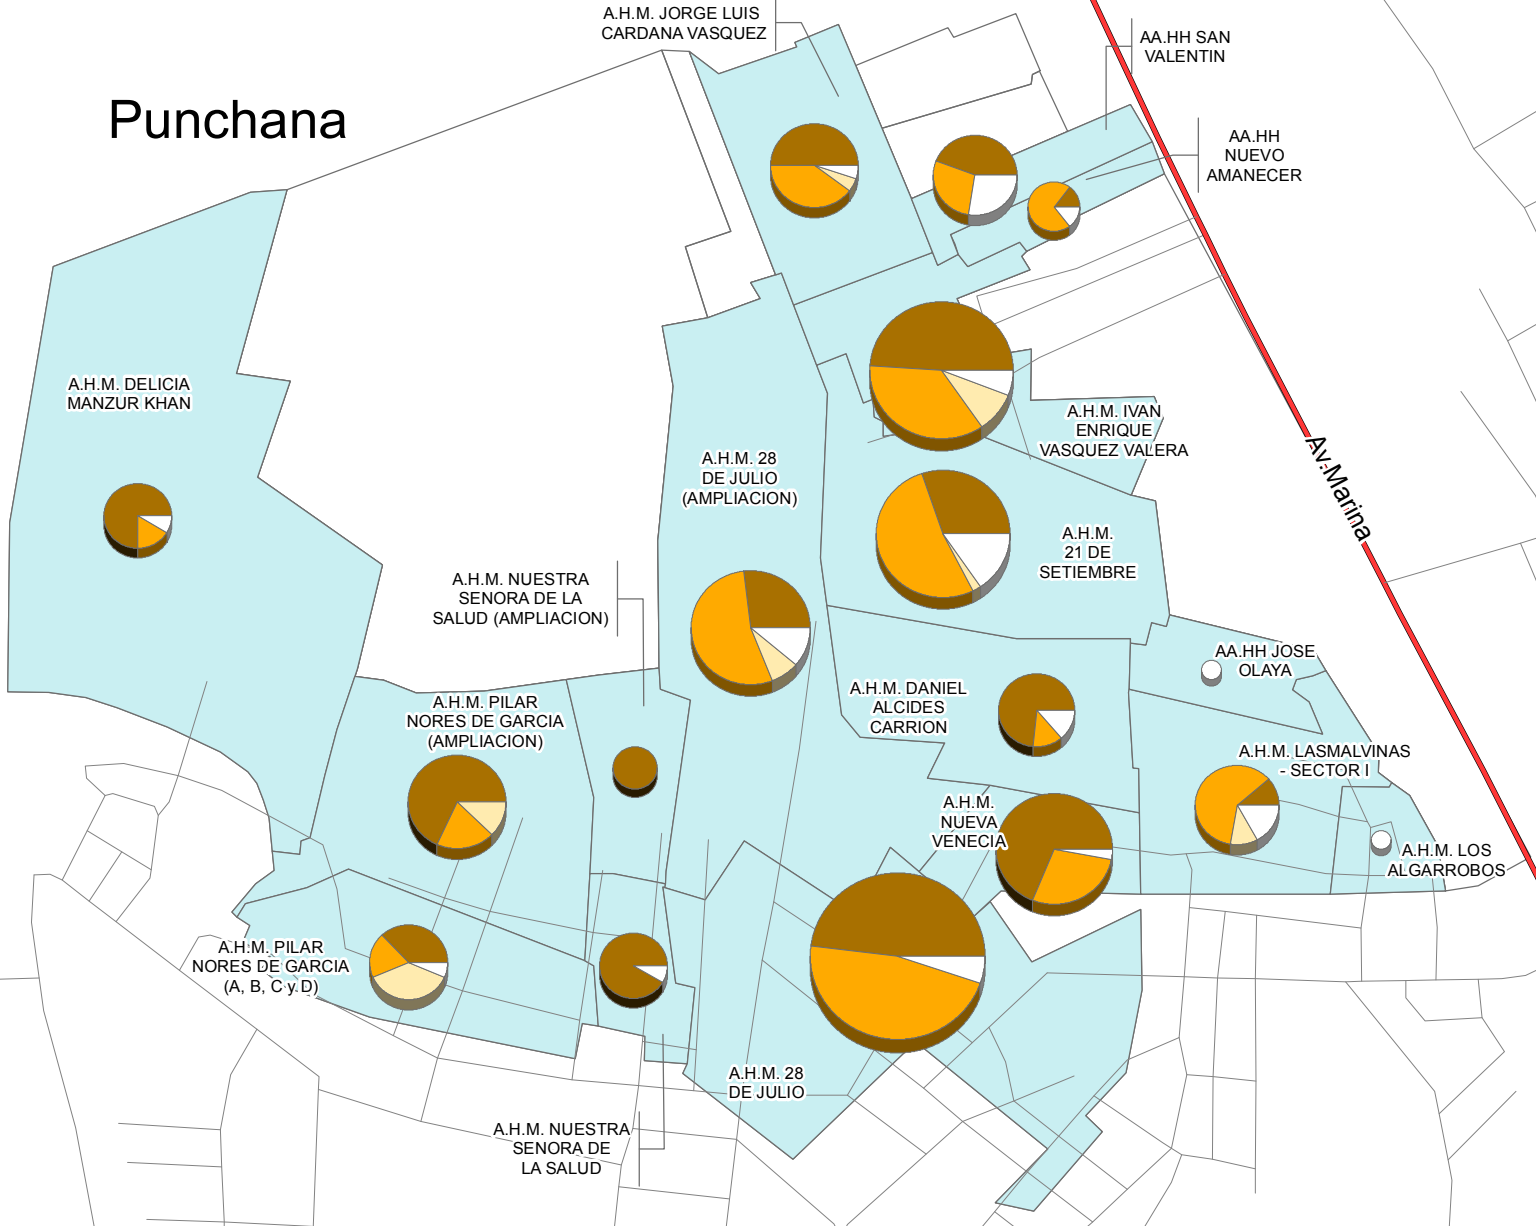 A.H.M. JORGE LUIS
CARDANA VASQUEZ
AA.HH SAN
VALENTIN
Punchana
AA.HH
NUEVO
AMANECER
A.H.M. DELICIA
MANZUR KHAN
A.H.M. IVAN
ENRIQUE
VASQUEZ VALERA
Av.Marina
A.H.M. 28
DE JULIO
(AMPLIACION)
A.H.M.
21 DE
SETIEMBRE
A.H.M. NUESTRA
SENORA DE LA
SALUD (AMPLIACION)
AA.HH JOSE
OLAYA
A.H.M. DANIEL
ALCIDES
CARRION
A.H.M. PILAR
NORES DE GARCIA
(AMPLIACION)
A.H.M. LASMALVINAS
- SECTOR I
A.H.M.
NUEVA
VENECIA
A.H.M. LOS
ALGARROBOS
A.H.M. PILAR
NORES DE GARCIA
(A, B, C y D)
A.H.M. 28
DE JULIO
A.H.M. NUESTRA
SENORA DE
LA SALUD